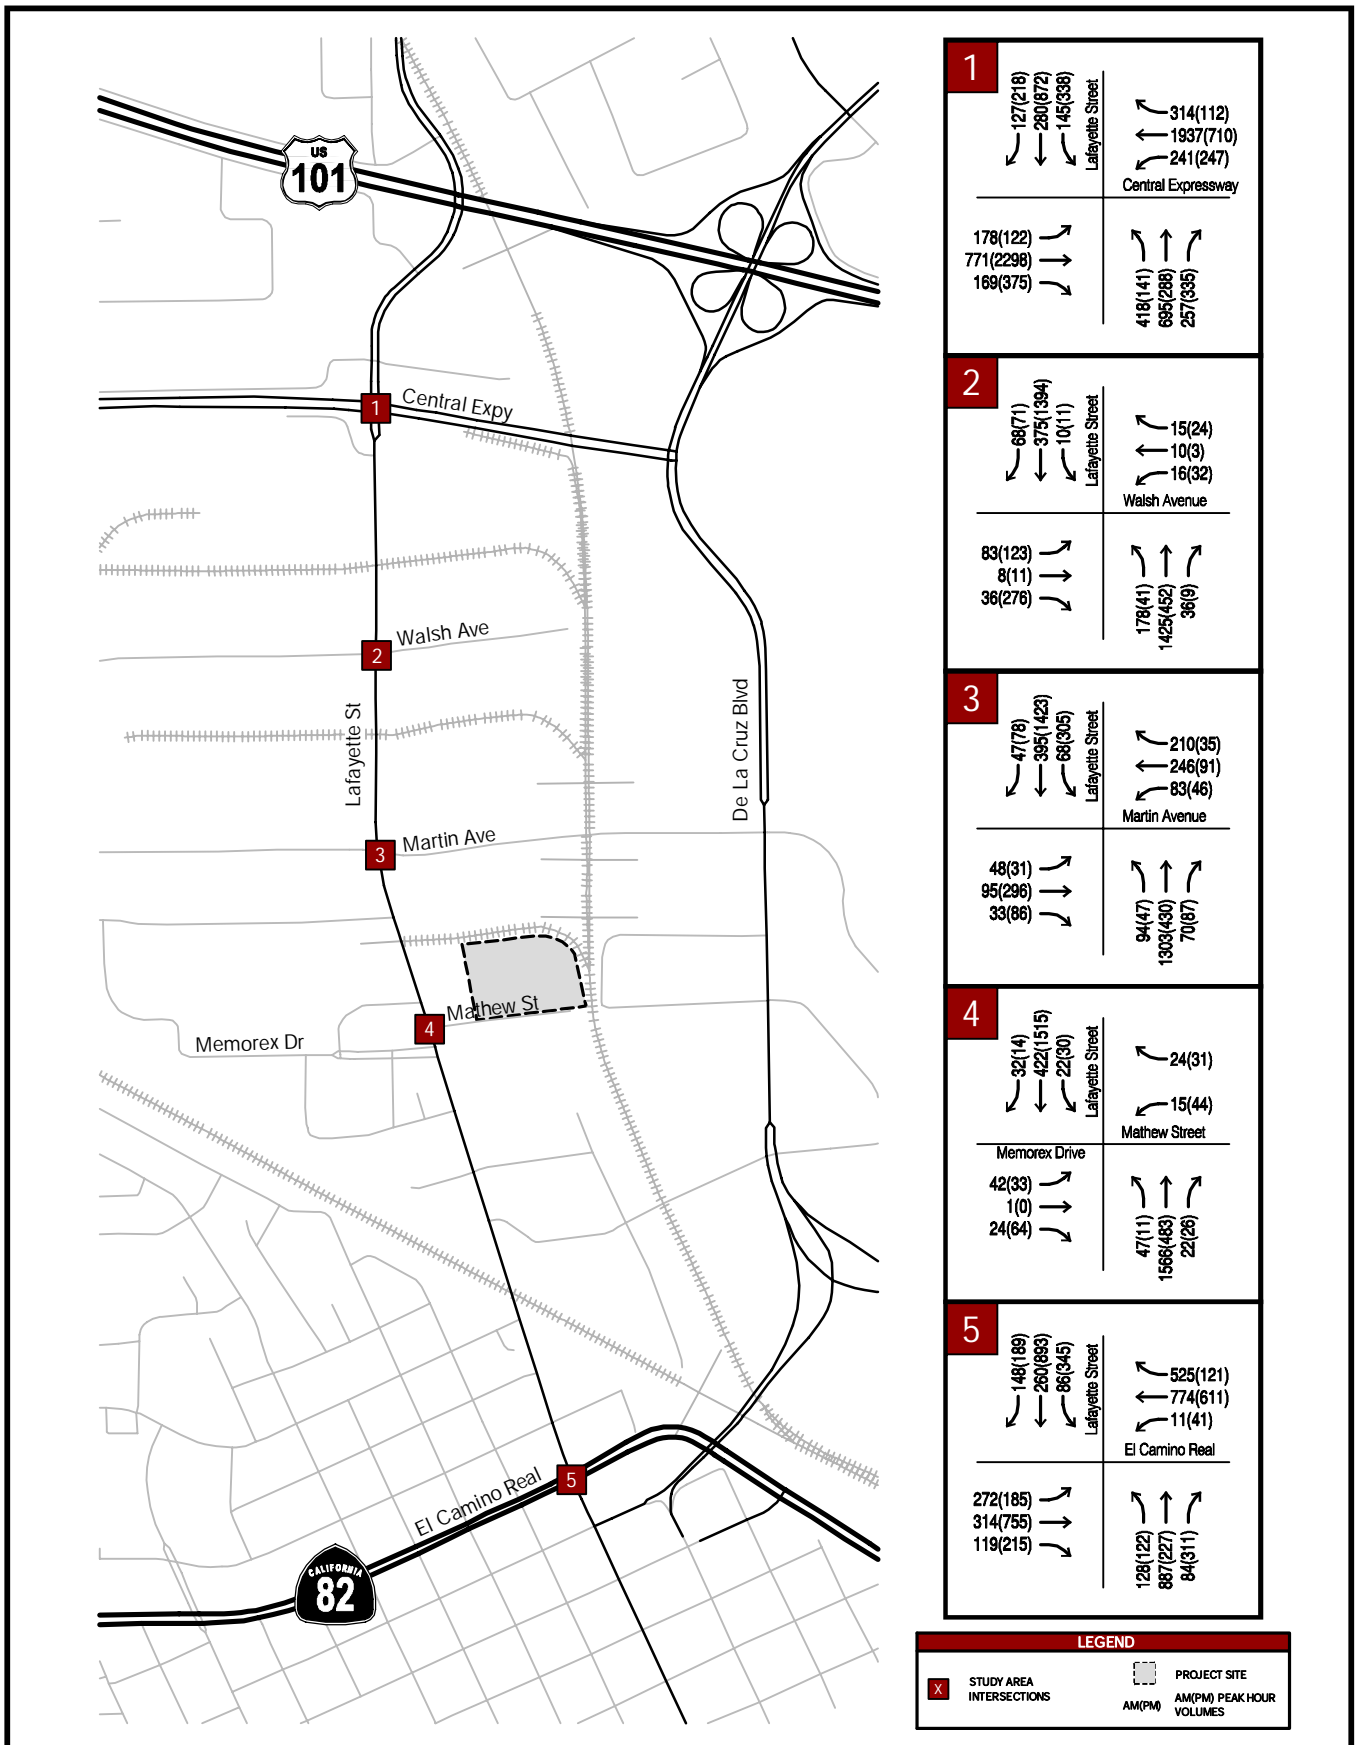 US
101
Central Expy
1
Walsh Ave
2
Lafayette St
De La Cruz Blvd
Martin Ave
3
Mathew St
4
Memorex Dr
El Camino Real
5
CALIFORNIA
82
1
127(218)
280(872)
145(338)
Lafayette Street
314(112)
1937(710)
241(247)
Central Expressway
178(122)
771(2298)
169(375)
418(141)
695(288)
257(335)
2
68(71)
375(1394)
10(11)
Lafayette Street
15(24)
10(3)
16(32)
Walsh Avenue
83(123)
8(11)
36(276)
178(41)
1425(452)
36(9)
3
47(78)
395(1423)
68(305)
Lafayette Street
210(35)
246(91)
83(46)
Martin Avenue
48(31)
95(296)
33(86)
94(47)
1303(430)
70(87)
4
32(14)
422(1515)
22(30)
Lafayette Street
24(31)
15(44)
Mathew Street
Memorex Drive
42(33)
1(0)
24(64)
47(11)
1566(483)
22(26)
5
148(189)
260(893)
86(345)
Lafayette Street
525(121)
774(611)
11(41)
El Camino Real
272(185)
314(755)
119(215)
128(122)
887(227)
84(311)
LEGEND
X
STUDY AREA
INTERSECTIONS
PROJECT SITE
AM(PM)
AM(PM) PEAK HOUR
VOLUMES